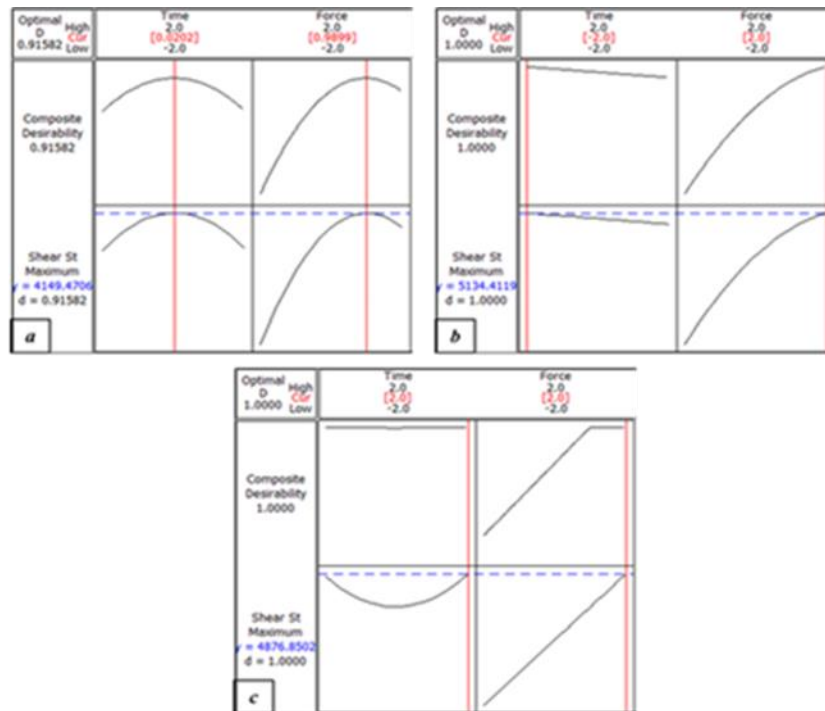 Optimal
D
0.91582
High
Cur
Low
Time
2.0
[0.0202]
-2.0
Force
2.0
[0.9899]
-2.0
Composite
Desirability
0.91582
Shear St
Maximum
y = 4149.4706
d = 0.91582
a
Optimal
D
1.0000
High
Cur
Low
Time
2.0
[-2.0]
-2.0
Force
2.0
[2.0]
-2.0
Composite
Desirability
1.0000
Shear St
Maximum
y = 5134.4119
d = 1.0000
b
Optimal
D
1.0000
High
Cur
Low
Time
2.0
[2.0]
-2.0
Force
2.0
[2.0]
-2.0
Composite
Desirability
1.0000
Shear St
Maximum
y = 4876.8502
d = 1.0000
c